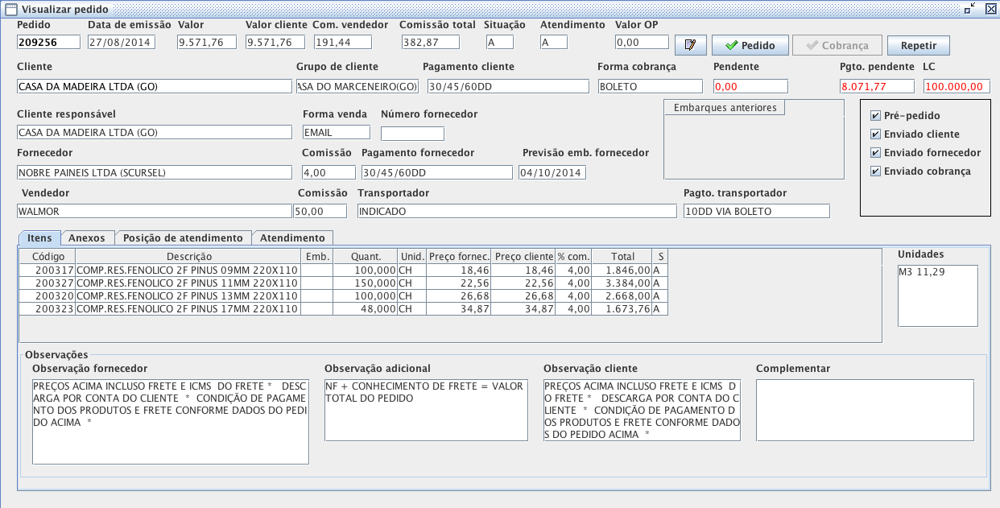 Visualizar pedido
Pedido Data de emissão Valor Valor cliente Com. vendedor Comissão total Situação Atendimento Valor OP
209256 27/08/2014 9.571,76 9.571,76 191,44 382,87 A A 0,00 Pedido Cobrança Repetir
Cliente Grupo de cliente Pagamento cliente Forma cobrança Pendente Pgto. pendente LC
CASA DA MADEIRA LTDA (GO) ASA DO MARCENEIRO(GO) 30/45/60DD BOLETO 0,00 8.071,77 100.000,00
Embarques anteriores
Cliente responsável Forma venda Número fornecedor Pré-pedido
CASA DA MADEIRA LTDA (GO) EMAIL Enviado cliente
Fornecedor Comissão Pagamento fornecedor Previsão emb. fornecedor Enviado fornecedor
NOBRE PAINEIS LTDA (SCURSEL) 4,00 30/45/60DD 04/10/2014 Enviado cobrança
Vendedor Comissão Transportador Pagto. transportador
WALMOR 50,00 INDICADO 10DD VIA BOLETO
Itens Anexos Posição de atendimento Atendimento
Código Descrição Emb. Quant. Unid. Preço fornec. Preço cliente % com. Total S Unidades
200317 COMP.RES.FENOLICO 2F PINUS 09MM 220X110 100,000 CH 18,46 18,46 4,00 1.846,00 A M3 11,29
200327 COMP.RES.FENOLICO 2F PINUS 11MM 220X110 150,000 CH 22,56 22,56 4,00 3.384,00 A
200320 COMP.RES.FENOLICO 2F PINUS 13MM 220X110 100,000 CH 26,68 26,68 4,00 2.668,00 A
200323 COMP.RES.FENOLICO 2F PINUS 17MM 220X110 48,000 CH 34,87 34,87 4,00 1.673,76 A
Observações
Observação fornecedor
PREÇOS ACIMA INCLUSO FRETE E ICMS DO FRETE * DESC
ARGA POR CONTA DO CLIENTE * CONDIÇÃO DE PAGAME
NTO DOS PRODUTOS E FRETE CONFORME DADOS DO PEDI
DO ACIMA *
Observação adicional
NF + CONHECIMENTO DE FRETE = VALOR
TOTAL DO PEDIDO
Observação cliente
PREÇOS ACIMA INCLUSO FRETE E ICMS D
O FRETE * DESCARGA POR CONTA DO C
LIENTE * CONDIÇÃO DE PAGAMENTO D
OS PRODUTOS E FRETE CONFORME DADO
S DO PEDIDO ACIMA *
Complementar